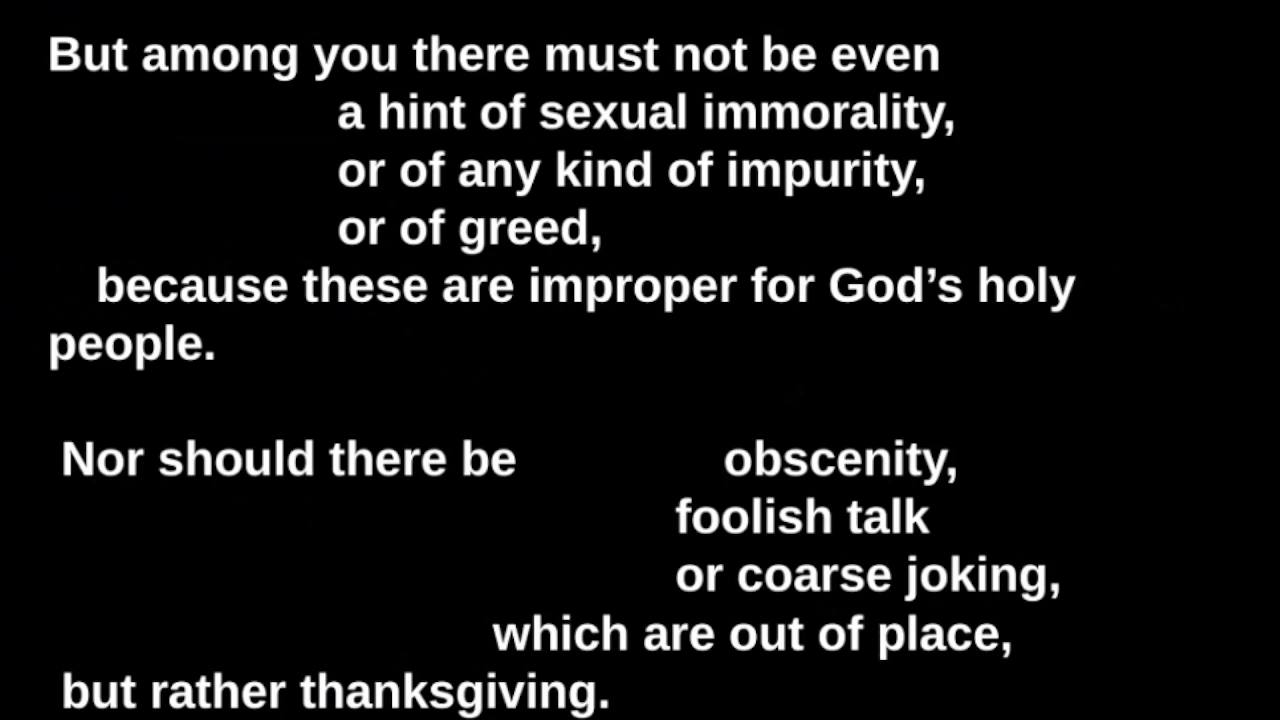 But among you there must not be even
a hint of sexual immorality,
or of any kind of impurity,
or of greed,
because these are improper for God’s holy
people.
Nor should there be obscenity,
foolish talk
or coarse joking,
which are out of place,
but rather thanksgiving.